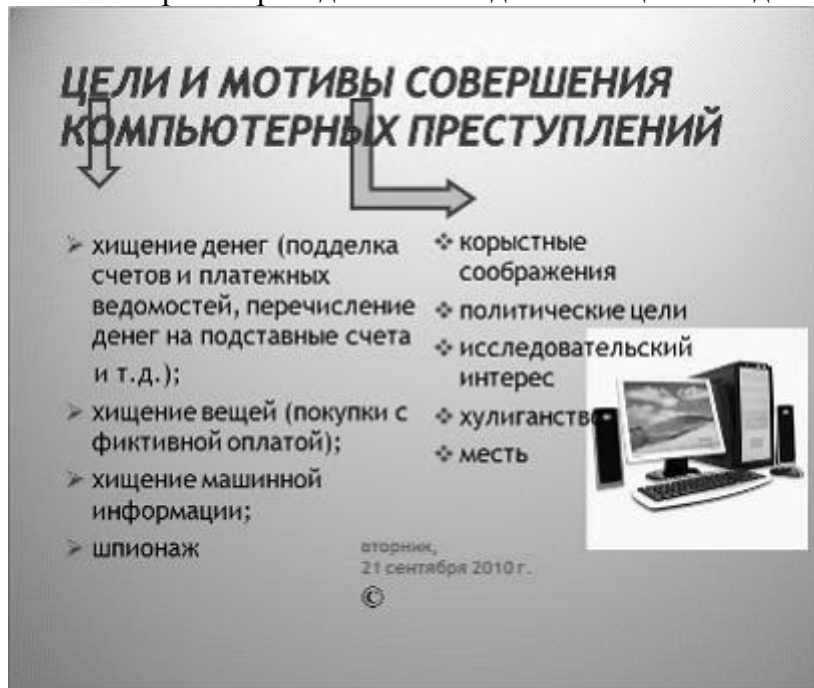 ЦЕЛИ И МОТИВЫ СОВЕРШЕНИЯ
КОМПЬЮТЕРНЫХ ПРЕСТУПЛЕНИЙ
➢ хищение денег (подделка
счетов и платежных
ведомостей, перечисление
денег на подставные счета
и т.д.);
➢ хищение вещей (покупки с
фиктивной оплатой);
➢ хищение машинной
информации;
➢ шпионаж
❖ корыстные
соображения
❖ политические цели
❖ исследовательский
интерес
❖ хулиганство
❖ месть
вторник,
21 сентября 2010 г.
©